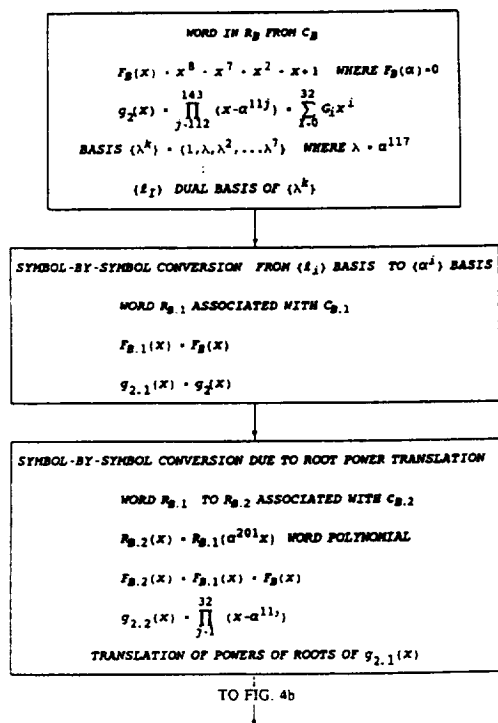 WORD IN R_B FROM C_B
F_B(x) = x^8 + x^7 + x^2 + x + 1 WHERE F_B(α)=0
g_2(x) = ∏_{j=112}^{143} (x-α^{11j}) = ∑_{i=0}^{32} G_i x^i
BASIS {λ^k} = {1,λ,λ^2,...λ^7} WHERE λ = α^{117}
:
{ℓ_I} DUAL BASIS OF {λ^k}
SYMBOL-BY-SYMBOL CONVERSION FROM {ℓ_i} BASIS TO {α^i} BASIS
WORD R_{B.1} ASSOCIATED WITH C_{B.1}
F_{B.1}(x) = F_B(x)
g_{2.1}(x) = g_2(x)
SYMBOL-BY-SYMBOL CONVERSION DUE TO ROOT POWER TRANSLATION
WORD R_{B.1} TO R_{B.2} ASSOCIATED WITH C_{B.2}
R_{B.2}(x) = R_{B.1}(α^{201}x) WORD POLYNOMIAL
F_{B.2}(x) = F_{B.1}(x) = F_B(x)
g_{2.2}(x) = ∏_{j=1}^{32} (x-α^{11j})
TRANSLATION OF POWERS OF ROOTS OF g_{2.1}(x)
TO FIG. 4b